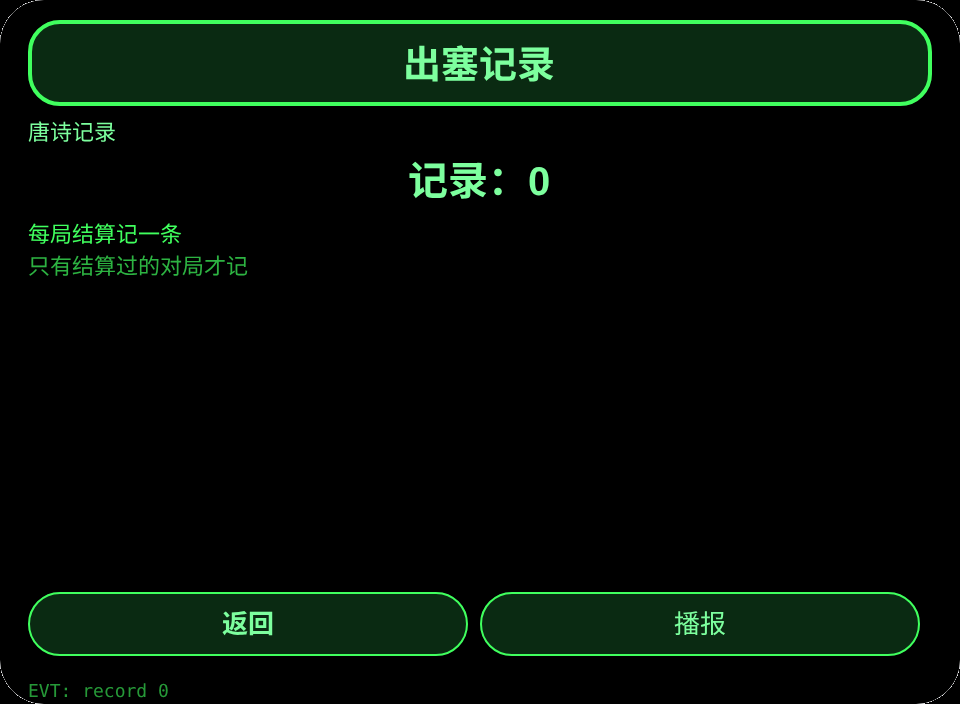 出塞记录
唐诗记录
记录：0
每局结算记一条
只有结算过的对局才记
返回
播报
EVT: record 0